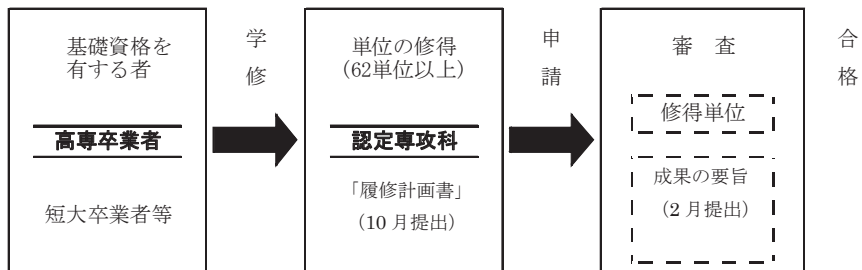 基礎資格を
有する者
高専卒業者
短大卒業者等
学
修
単位の修得
(62単位以上)
認定専攻科
「履修計画書」
(10 月提出)
申
請
審 査
修得単位
成果の要旨
(2 月提出)
合
格